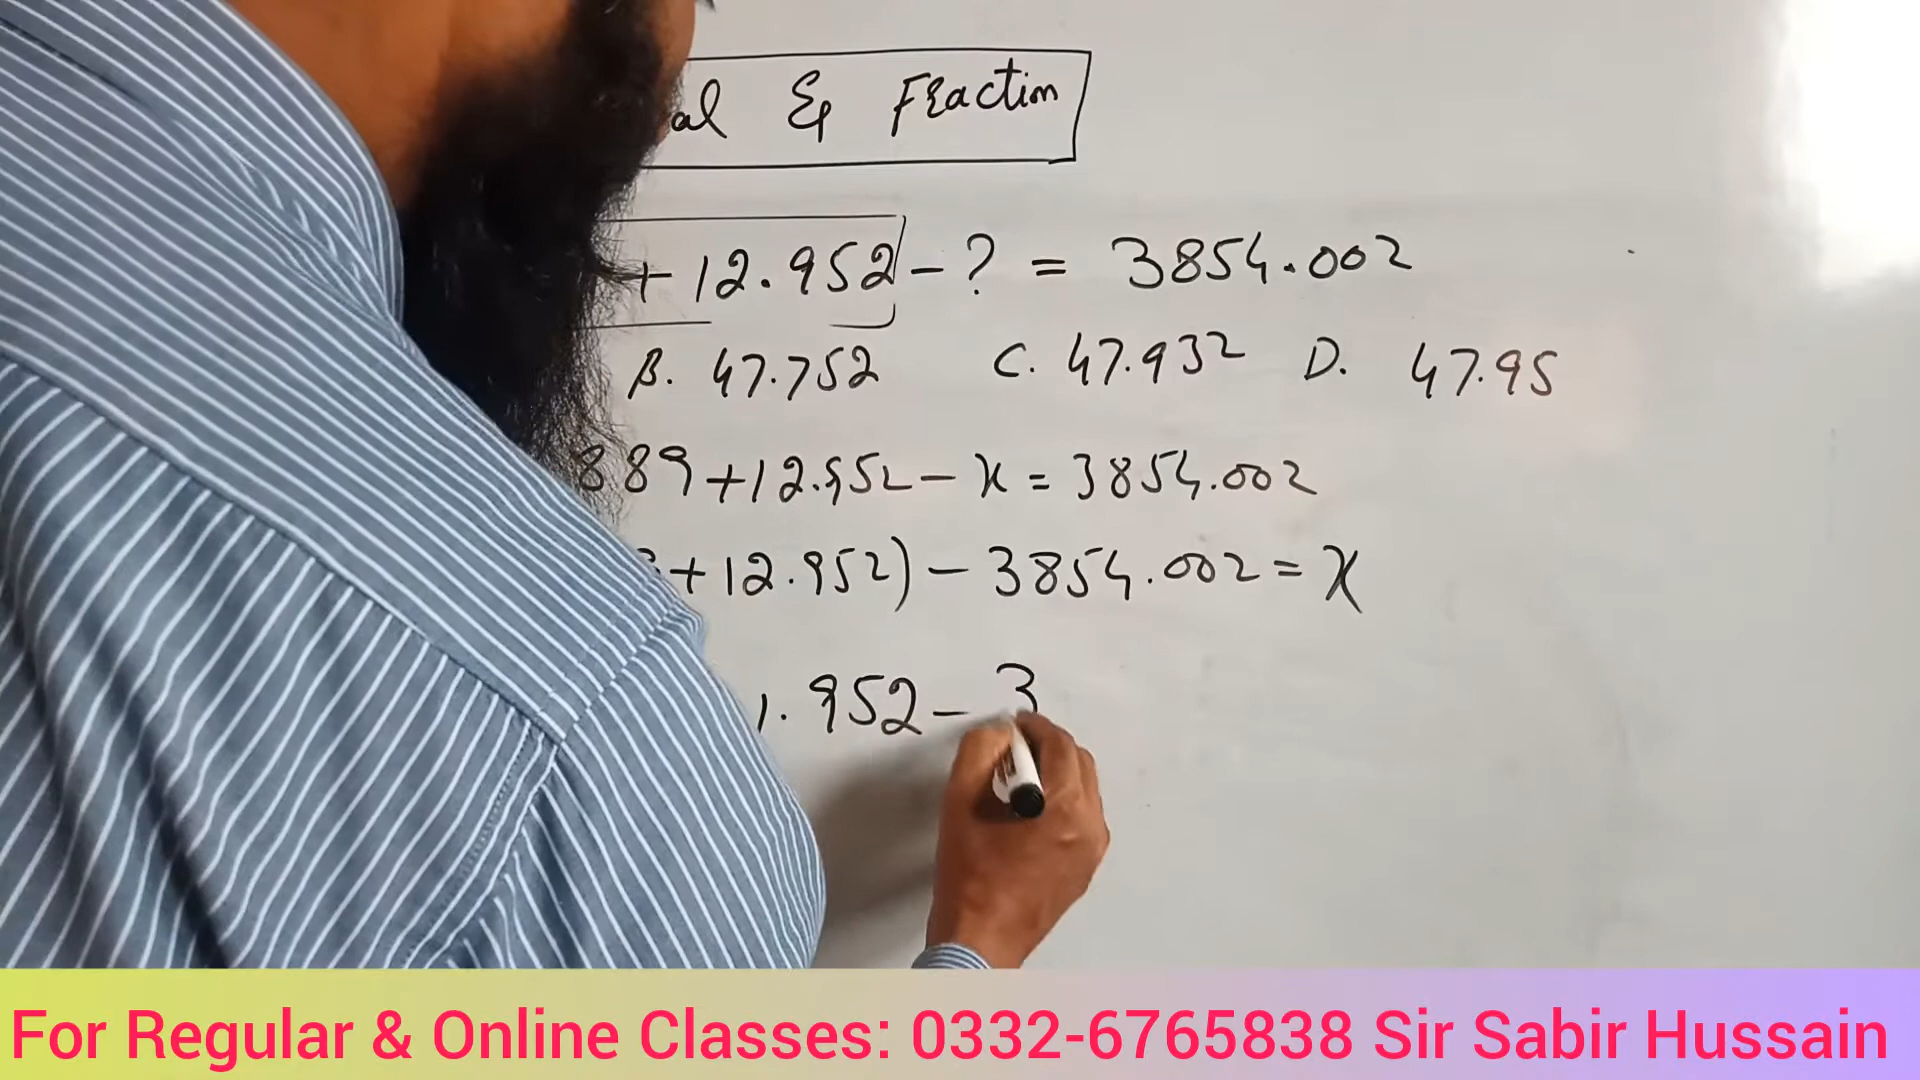 al & Fraction
+ 12.952 - ? = 3854.002
B. 47.752 C. 47.932 D. 47.95
889 + 12.952 - x = 3854.002
+ 12.952) - 3854.002 = x
1.952 - 3
For Regular & Online Classes: 0332-6765838 Sir Sabir Hussain